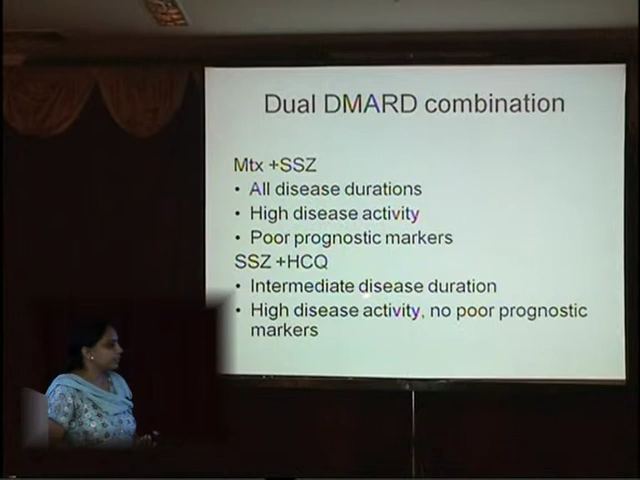 Dual DMARD combination
Mtx +SSZ
• All disease durations
• High disease activity
• Poor prognostic markers
SSZ +HCQ
• Intermediate disease duration
• High disease activity, no poor prognostic
markers